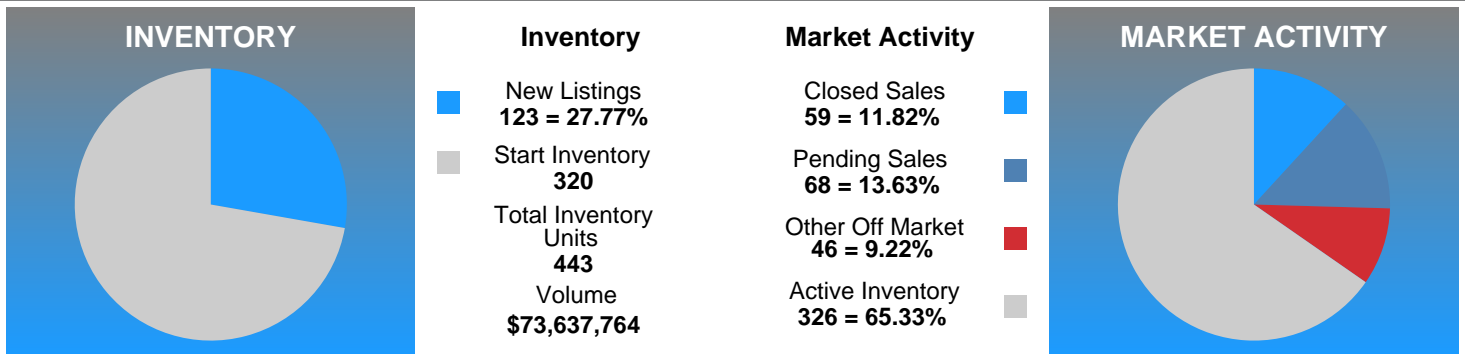 INVENTORY
Inventory
New Listings
123 = 27.77%
Start Inventory
320
Total Inventory
Units
443
Volume
$73,637,764
Market Activity
Closed Sales
59 = 11.82%
Pending Sales
68 = 13.63%
Other Off Market
46 = 9.22%
Active Inventory
326 = 65.33%
MARKET ACTIVITY